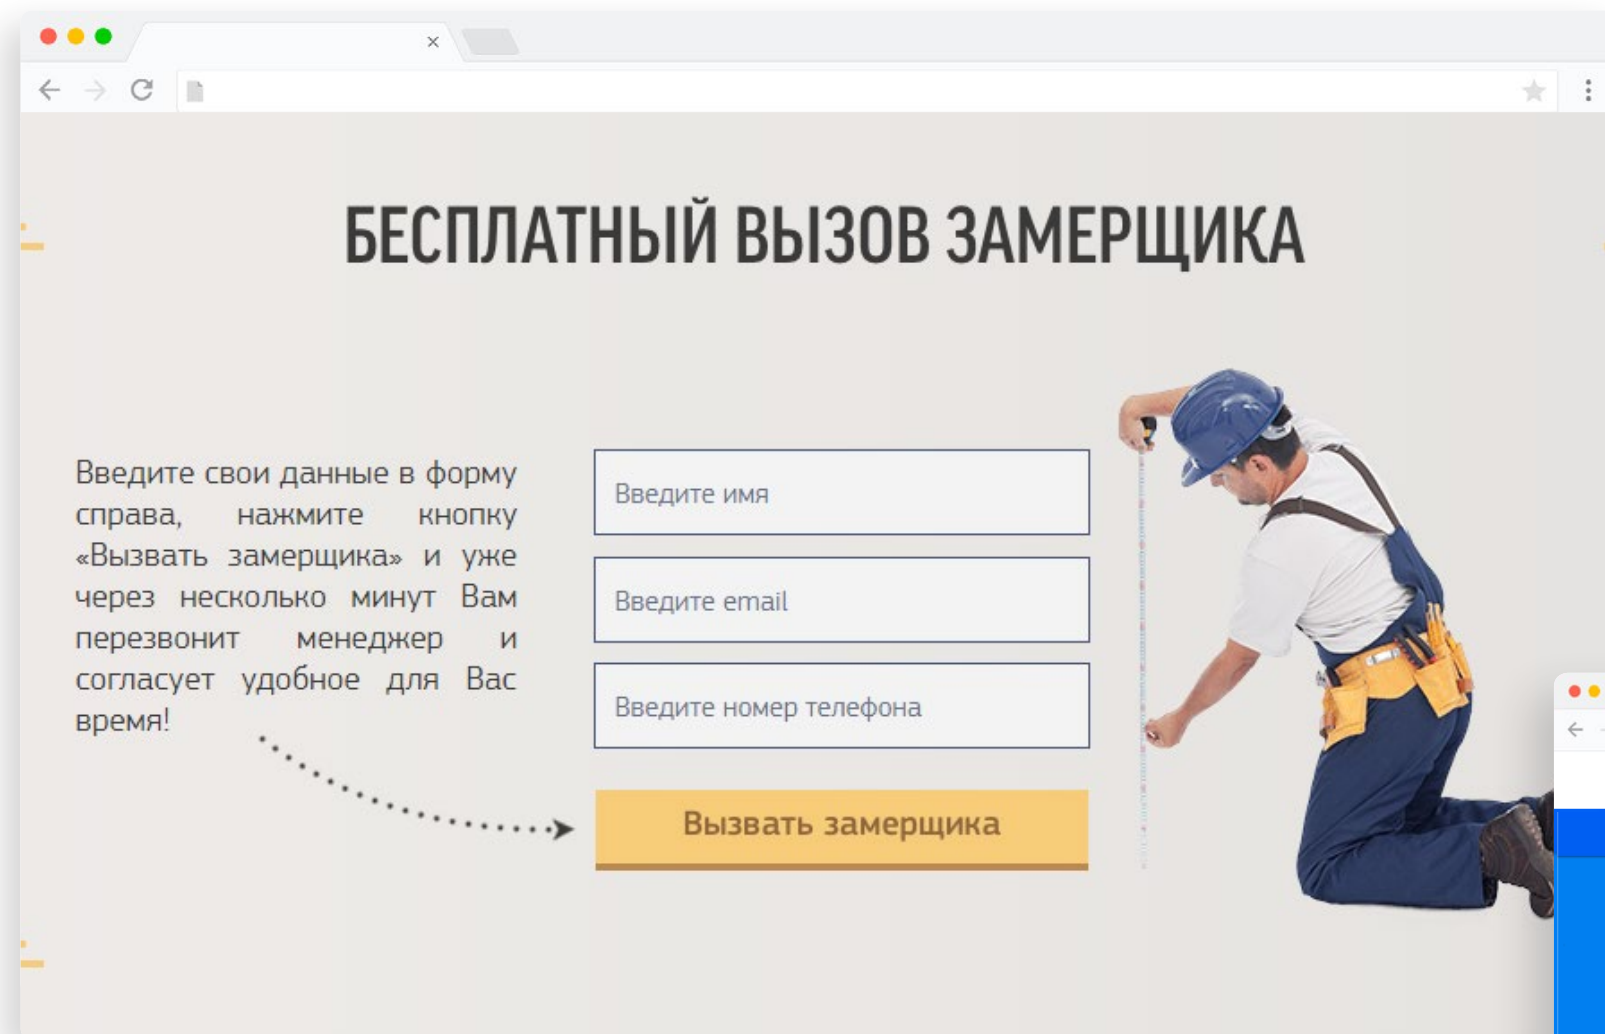 БЕСПЛАТНЫЙ ВЫЗОВ ЗАМЕРЩИКА
Введите свои данные в форму
справа, нажмите кнопку
«Вызвать замерщика» и уже
через несколько минут Вам
перезвонит менеджер и
согласует удобное для Вас
время!
Введите имя
Введите email
Введите номер телефона
Вызвать замерщика